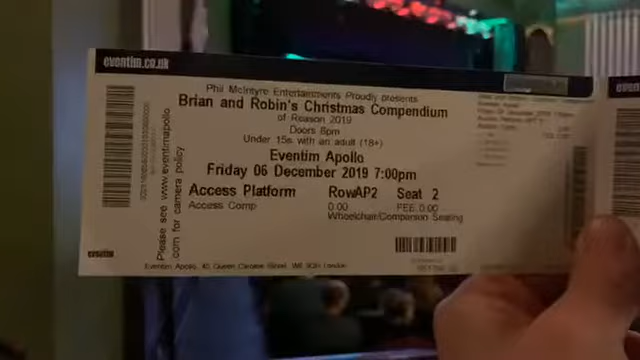 eventim.co.uk
Phil McIntyre Entertainments Proudly presents
Brian and Robin's Christmas Compendium
of Reason 2019
Doors 6pm
Under 15s with an adult (18+)
Eventim Apollo
Friday 06 December 2019 7:00pm
Access Platform RowAP2 Seat 2
Access Comp 0.00 FEE 0.00
Wheelchair/Companion Seating
Please see www.eventimapollo
.com for camera policy
eventim
Eventim Apollo, 45 Queen Caroline Street, W6 9QH London
eventim